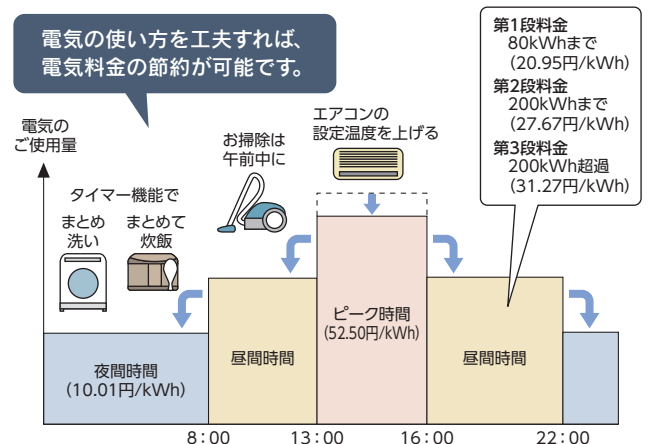 電気の使い方を工夫すれば、
電気料金の節約が可能です。
第1段料金
80kWhまで
(20.95円/kWh)
第2段料金
200kWhまで
(27.67円/kWh)
第3段料金
200kWh超過
(31.27円/kWh)
電気の
ご使用量
タイマー機能で
まとめ
洗い
まとめて
炊飯
お掃除は
午前中に
エアコンの
設定温度を上げる
夜間時間
(10.01円/kWh)
昼間時間
ピーク時間
(52.50円/kWh)
昼間時間
8:00
13:00
16:00
22:00